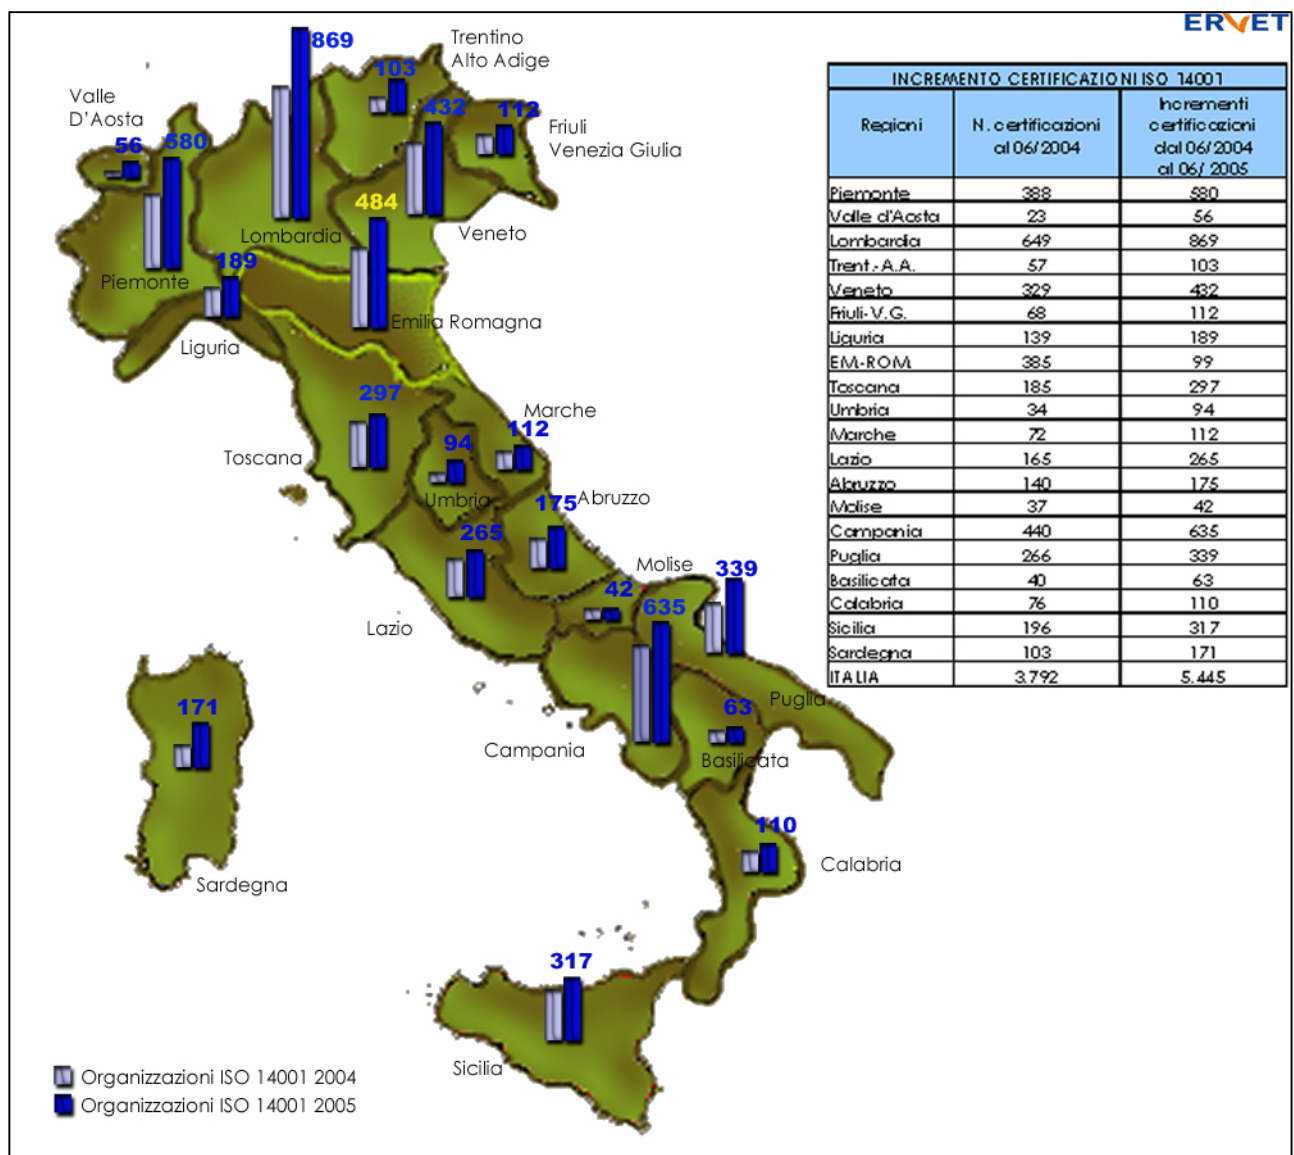 ERVET
869
Trentino
Alto Adige
103
Valle
D'Aosta
432
112
Friuli
Venezia Giulia
56
580
484
Lombardia
Veneto
189
Piemonte
Emilia Romagna
Liguria
297
Marche
112
94
Toscana
Umbria
Abruzzo
175
265
Molise
339
42
635
Lazio
171
Puglia
63
Campania
Basilicata
110
Calabria
Sardegna
317
Sicilia
Organizzazioni ISO 14001 2004
Organizzazioni ISO 14001 2005
INCREMENTO CERTIFICAZIONI ISO 14001
Regioni N. certificazioni al 06/2004 Incrementi certificazioni dal 06/2004 al 06/ 2005
Piemonte 388 580
Valle d'Aosta 23 56
Lombardia 649 869
Trent.-A.A. 57 103
Veneto 329 432
Friuli-V.G. 68 112
Liguria 139 189
EM-ROM 385 99
Toscana 185 297
Umbria 34 94
Marche 72 112
Lazio 165 265
Abruzzo 140 175
Molise 37 42
Campania 440 635
Puglia 266 339
Basilicata 40 63
Calabria 76 110
Sicilia 196 317
Sardegna 103 171
ITALIA 3.792 5.445